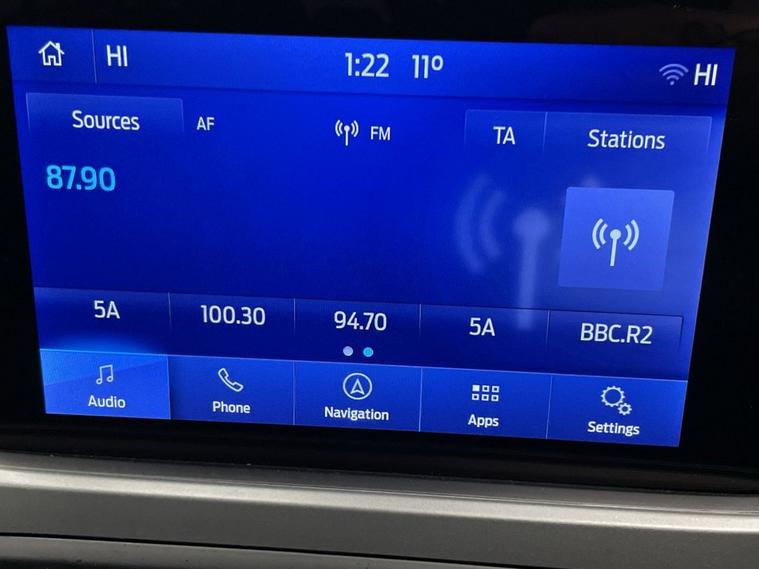 HI 1:22 11° HI
Sources AF FM TA Stations
87.90
5A 100.30 94.70 5A BBC.R2
Audio Phone Navigation Apps Settings